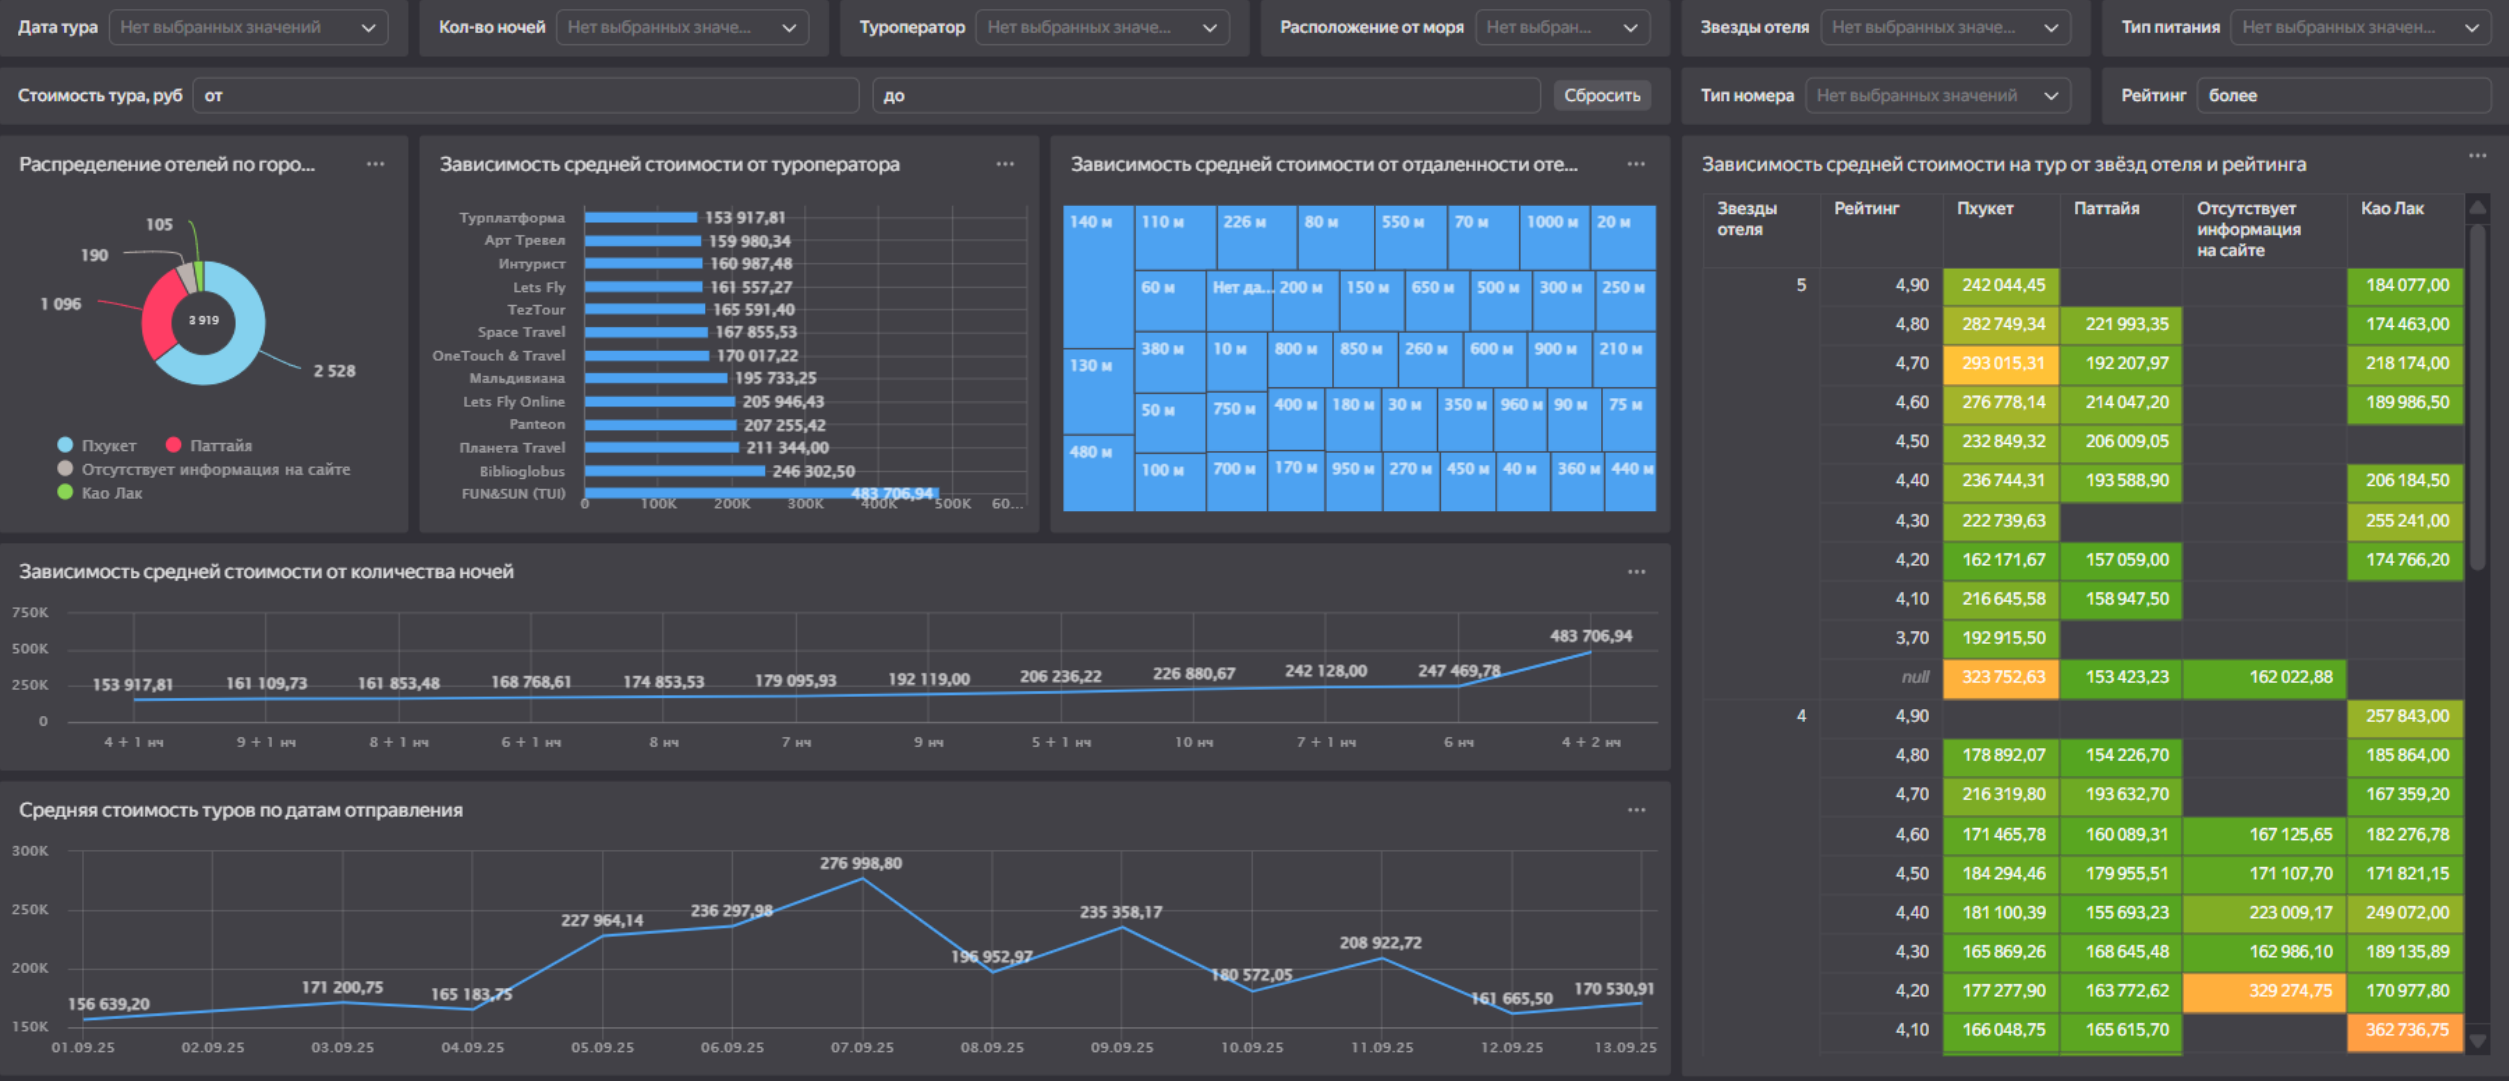 Дата тура Нет выбранных значений
Кол-во ночей Нет выбранных значе...
Туроператор Нет выбранных значе...
Расположение от моря Нет выбран...
Звезды отеля Нет выбранных значе...
Тип питания Нет выбранных значен...
Стоимость тура, руб от до Сбросить
Тип номера Нет выбранных значений
Рейтинг более
Распределение отелей по горо...
105
190
1 096
3 919
2 528
Пхукет Паттайя
Отсутствует информация на сайте
Као Лак
Зависимость средней стоимости от туроператора
Турплатформа 153 917,81
Арт Тревел 159 980,34
Интурист 160 987,48
Lets Fly 161 557,27
TezTour 165 591,40
Space Travel 167 855,53
OneTouch & Travel 170 017,22
Мальдивиана 195 733,25
Lets Fly Online 205 946,43
Panteon 207 255,42
Планета Travel 211 344,00
Biblioglobus 246 302,50
FUN&SUN (TUI) 483 706,94
0 100K 200K 300K 400K 500K 60...
Зависимость средней стоимости от отдаленности оте...
140 м 110 м 226 м 80 м 550 м 70 м 1000 м 20 м
60 м Нет да... 200 м 150 м 650 м 500 м 300 м 250 м
130 м 380 м 10 м 800 м 850 м 260 м 600 м 900 м 210 м
50 м 750 м 400 м 180 м 30 м 350 м 960 м 90 м 75 м
480 м 100 м 700 м 170 м 950 м 270 м 450 м 40 м 360 м 440 м
Зависимость средней стоимости от количества ночей
750K
500K
250K
0
153 917,81 161 109,73 161 853,48 168 768,61 174 853,53 179 095,93 192 119,00 206 236,22 226 880,67 242 128,00 247 469,78 483 706,94
4 + 1 нч 9 + 1 нч 8 + 1 нч 6 + 1 нч 8 нч 7 нч 9 нч 5 + 1 нч 10 нч 7 + 1 нч 6 нч 4 + 2 нч
Средняя стоимость туров по датам отправления
300K
250K
200K
150K
156 639,20 171 200,75 165 183,75 227 964,14 236 297,98 276 998,80 196 952,97 235 358,17 180 572,05 208 922,72 161 665,50 170 530,91
01.09.25 02.09.25 03.09.25 04.09.25 05.09.25 06.09.25 07.09.25 08.09.25 09.09.25 10.09.25 11.09.25 12.09.25 13.09.25
Зависимость средней стоимости на тур от звёзд отеля и рейтинга
Звезды Рейтинг Пхукет Паттайя Отсутствует Као Лак
отеля информация
на сайте
5 4,90 242 044,45 184 077,00
4,80 282 749,34 221 993,35 174 463,00
4,70 293 015,31 192 207,97 218 174,00
4,60 276 778,14 214 047,20 189 986,50
4,50 232 849,32 206 009,05
4,40 236 744,31 193 588,90 206 184,50
4,30 222 739,63 255 241,00
4,20 162 171,67 157 059,00 174 766,20
4,10 216 645,58 158 947,50
3,70 192 915,50
null 323 752,63 153 423,23 162 022,88
4 4,90 257 843,00
4,80 178 892,07 154 226,70 185 864,00
4,70 216 319,80 193 632,70 167 359,20
4,60 171 465,78 160 089,31 167 125,65 182 276,78
4,50 184 294,46 179 955,51 171 107,70 171 821,15
4,40 181 100,39 155 693,23 223 009,17 249 072,00
4,30 165 869,26 168 645,48 162 986,10 189 135,89
4,20 177 277,90 163 772,62 329 274,75 170 977,80
4,10 166 048,75 165 615,70 362 736,75